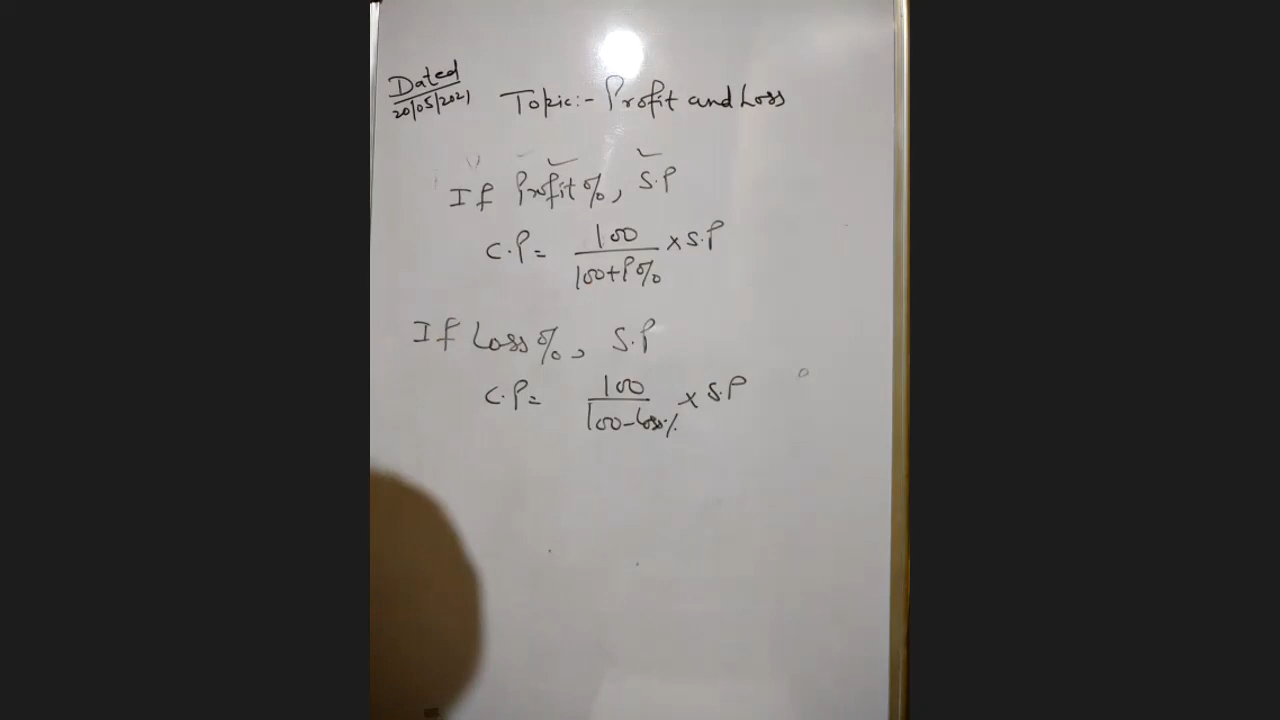 Dated
20/05/2021
Topic:- Profit and Loss
If Profit%, S.P
C.P= 100/100+P% × S.P
If Loss%, S.P
C.P= 100/100-Loss% × S.P